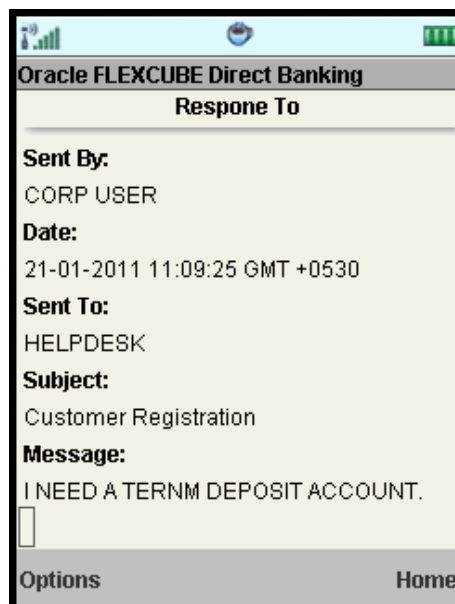 Oracle FLEXCUBE Direct Banking
Respone To
Sent By:
CORP USER
Date:
21-01-2011 11:09:25 GMT +0530
Sent To:
HELPDESK
Subject:
Customer Registration
Message:
I NEED A TERNM DEPOSIT ACCOUNT.
Options Home